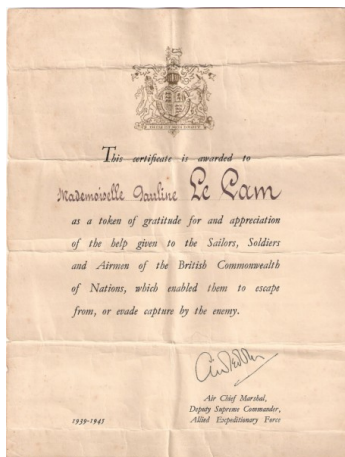 This certificate is awarded to
Mademoiselle Pauline Le Cam
as a token of gratitude for and appreciation
of the help given to the Sailors, Soldiers
and Airmen of the British Commonwealth
of Nations, which enabled them to escape
from, or evade capture by the enemy.
Air Chief Marshal,
Deputy Supreme Commander,
1939-1945 Allied Expeditionary Force